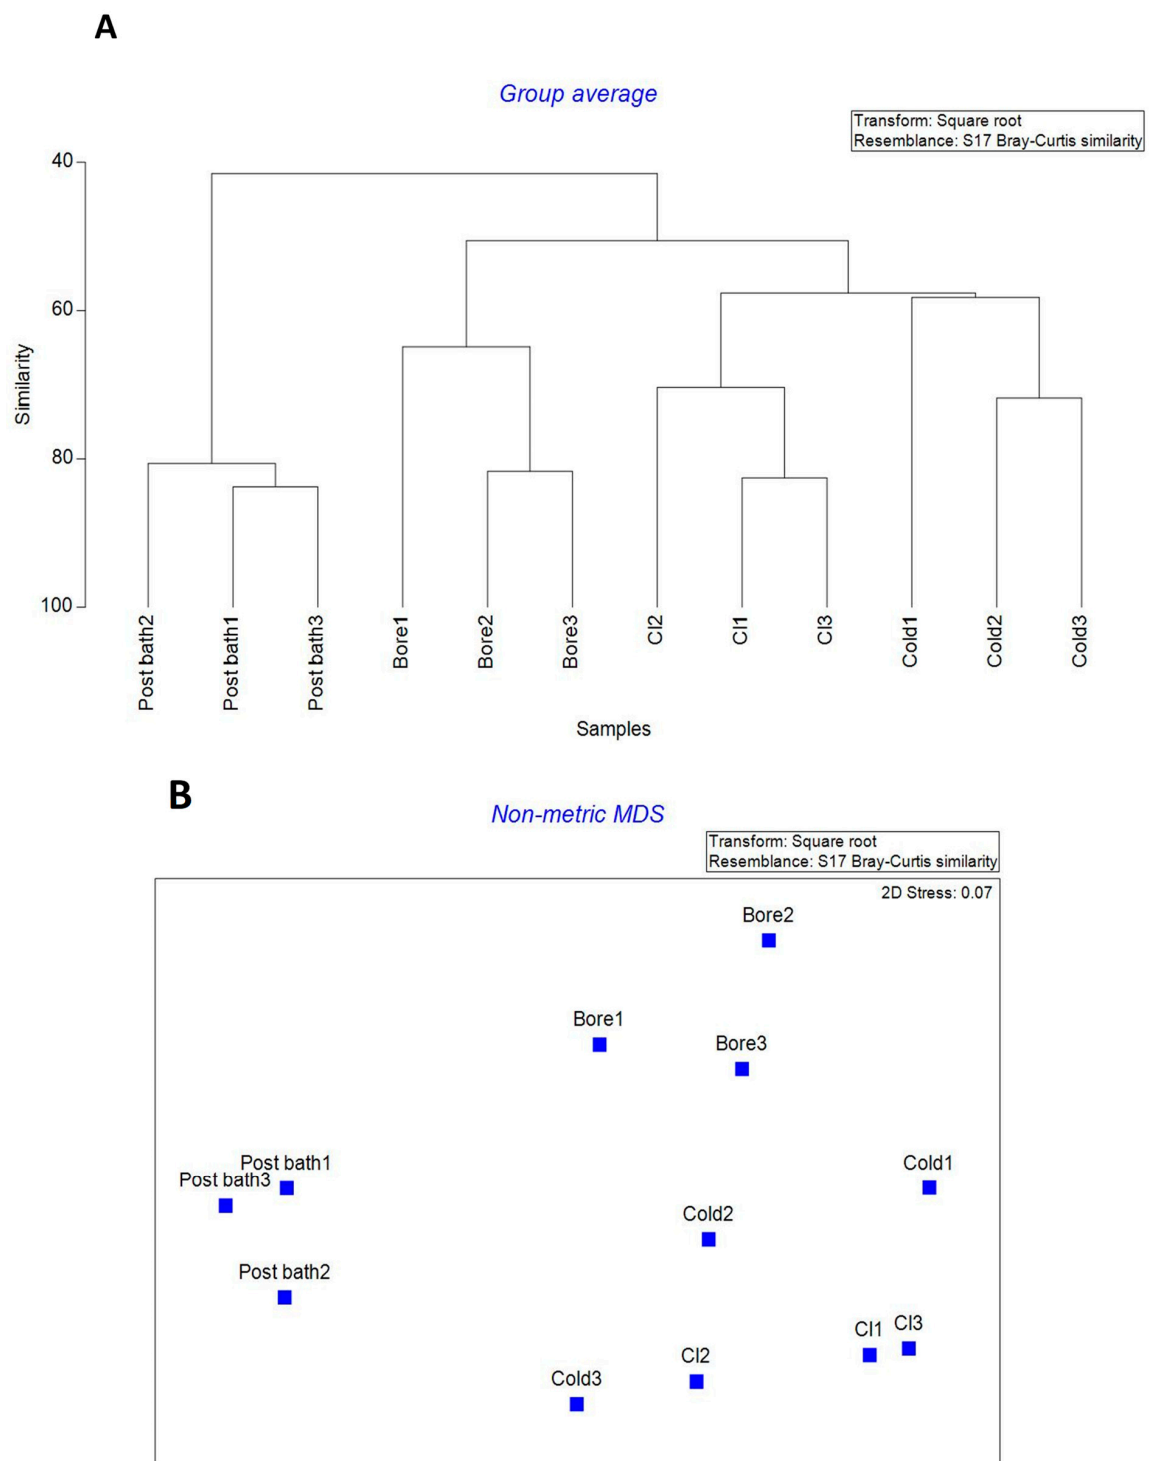 A
Group average
Transform: Square root
Resemblance: S17 Bray-Curtis similarity
40
60
80
100
Similarity
Post bath2
Post bath1
Post bath3
Bore1
Bore2
Bore3
Cl2
Cl1
Cl3
Cold1
Cold2
Cold3
Samples
B
Non-metric MDS
Transform: Square root
Resemblance: S17 Bray-Curtis similarity
2D Stress: 0.07
Bore2
Bore1
Bore3
Post bath1
Cold1
Post bath3
Cold2
Post bath2
Cl1
Cl3
Cl2
Cold3